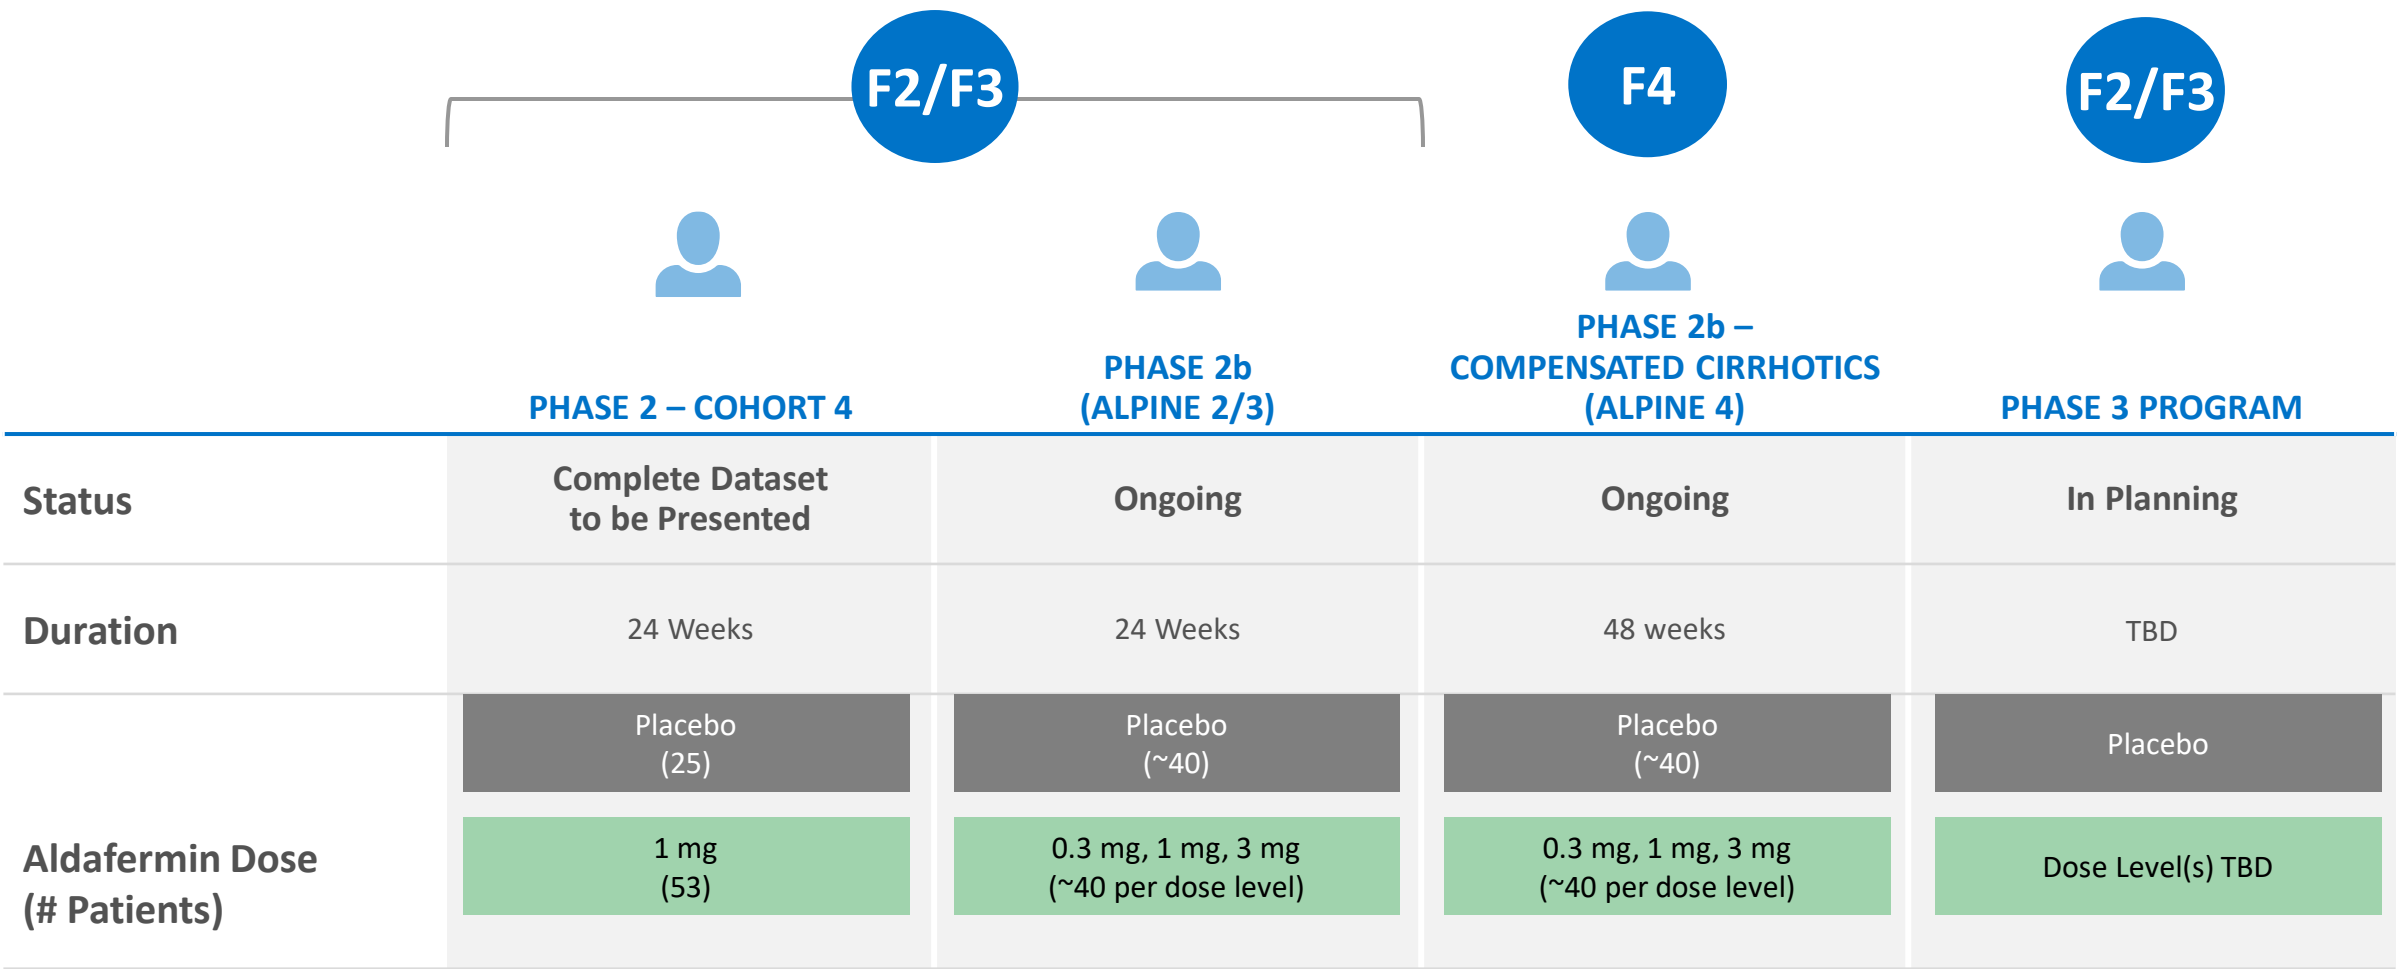 F2/F3
F4
F2/F3
PHASE 2 – COHORT 4
PHASE 2b
(ALPINE 2/3)
PHASE 2b –
COMPENSATED CIRRHOTICS
(ALPINE 4)
PHASE 3 PROGRAM
Status
Complete Dataset
to be Presented
Ongoing
Ongoing
In Planning
Duration
24 Weeks
24 Weeks
48 weeks
TBD
Aldafermin Dose
(# Patients)
Placebo
(25)
Placebo
(~40)
Placebo
(~40)
Placebo
1 mg
(53)
0.3 mg, 1 mg, 3 mg
(~40 per dose level)
0.3 mg, 1 mg, 3 mg
(~40 per dose level)
Dose Level(s) TBD